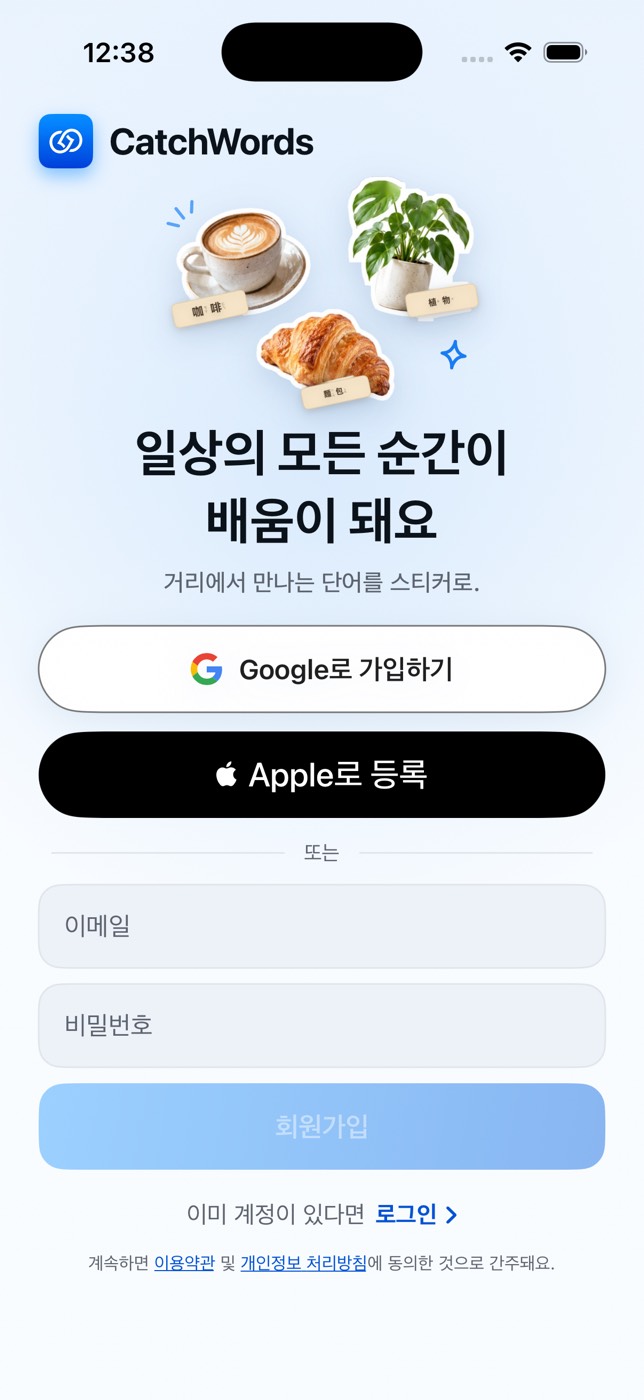 12:38
CatchWords
咖啡
植物
麵包
일상의 모든 순간이
배움이 돼요
거리에서 만나는 단어를 스티커로.
Google로 가입하기
Apple로 등록
또는
이메일
비밀번호
회원가입
이미 계정이 있다면 로그인
계속하면 이용약관 및 개인정보 처리방침에 동의한 것으로 간주돼요.